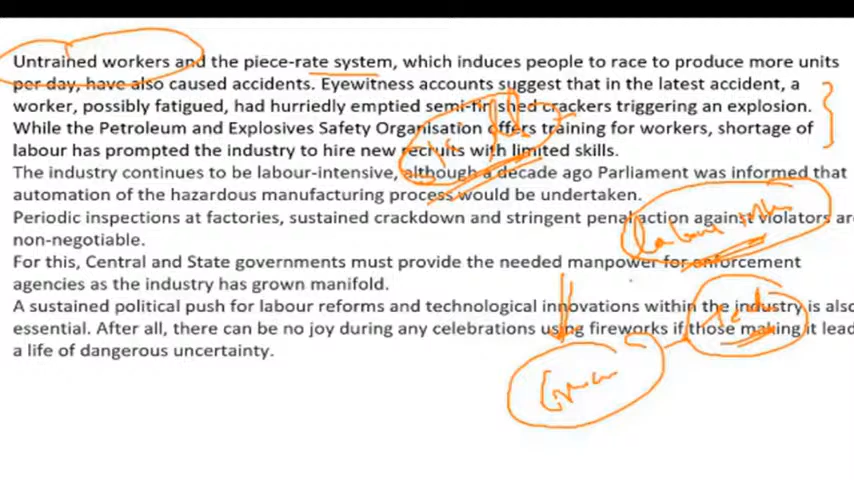 Untrained workers and the piece-rate system, which induces people to race to produce more units
per day, have also caused accidents. Eyewitness accounts suggest that in the latest accident, a
worker, possibly fatigued, had hurriedly emptied semi-finished crackers triggering an explosion.
While the Petroleum and Explosives Safety Organisation offers training for workers, shortage of
labour has prompted the industry to hire new recruits with limited skills.
The industry continues to be labour-intensive, although a decade ago Parliament was informed that
automation of the hazardous manufacturing process would be undertaken.
Periodic inspections at factories, sustained crackdown and stringent penal action against violators are
non-negotiable.
For this, Central and State governments must provide the needed manpower for enforcement
agencies as the industry has grown manifold.
A sustained political push for labour reforms and technological innovations within the industry is also
essential. After all, there can be no joy during any celebrations using fireworks if those making it lead
a life of dangerous uncertainty.